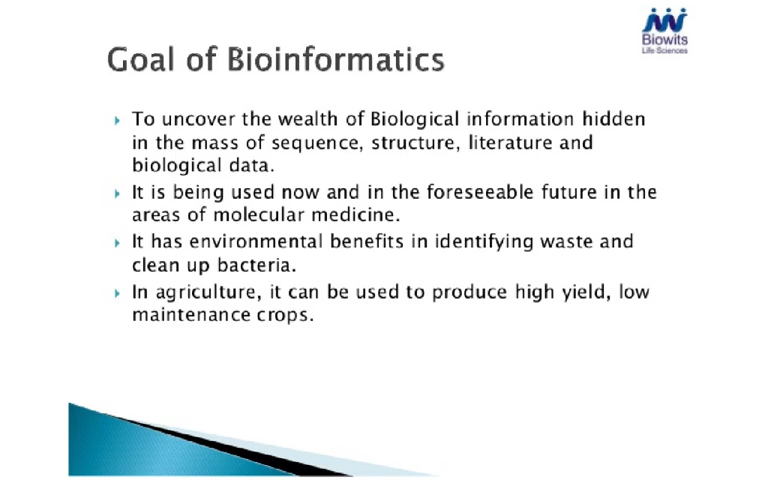 Biowits
Life Sciences
Goal of Bioinformatics
To uncover the wealth of Biological information hidden
in the mass of sequence, structure, literature and
biological data.
It is being used now and in the foreseeable future in the
areas of molecular medicine.
It has environmental benefits in identifying waste and
clean up bacteria.
In agriculture, it can be used to produce high yield, low
maintenance crops.